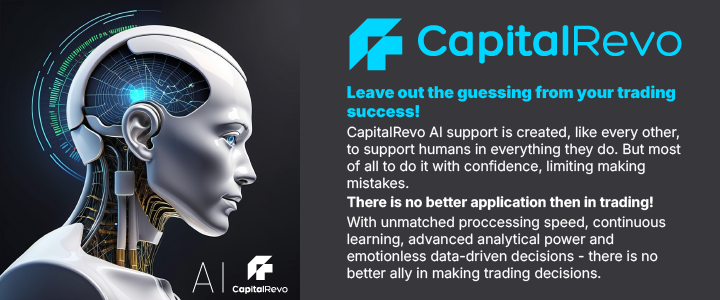 CapitalRevo
Leave out the guessing from your trading
success!
CapitalRevo AI support is created, like every other,
to support humans in everything they do. But most
of all to do it with confidence, limiting making
mistakes.
There is no better application then in trading!
With unmatched proccessing speed, continuous
learning, advanced analytical power and
emotionless data-driven decisions - there is no
better ally in making trading decisions.
AI
CapitalRevo